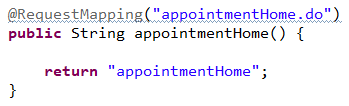 @RequestMapping("appointmentHome.do")
public String appointmentHome() {
return "appointmentHome";
}